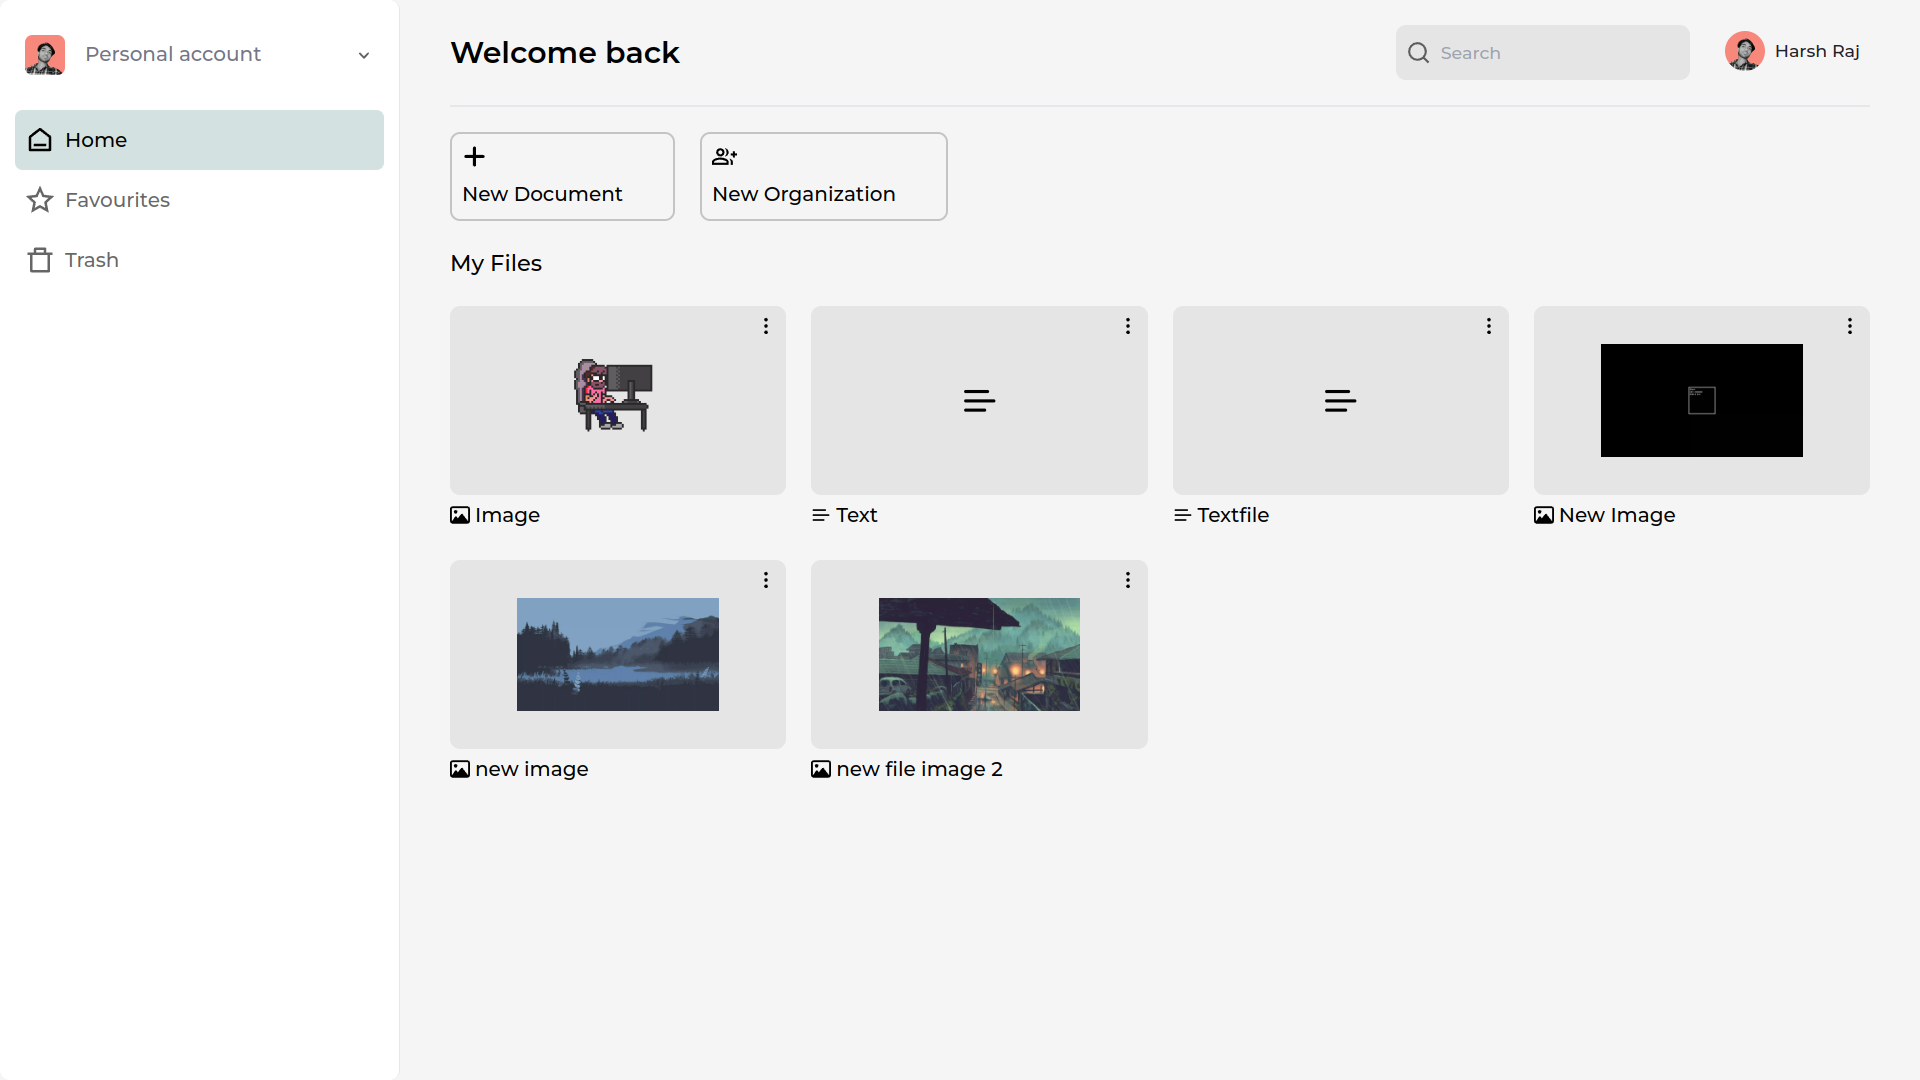 Personal account
Home
Favourites
Trash
Welcome back
Search
Harsh Raj
New Document
New Organization
My Files
Image
Text
Textfile
New Image
new image
new file image 2